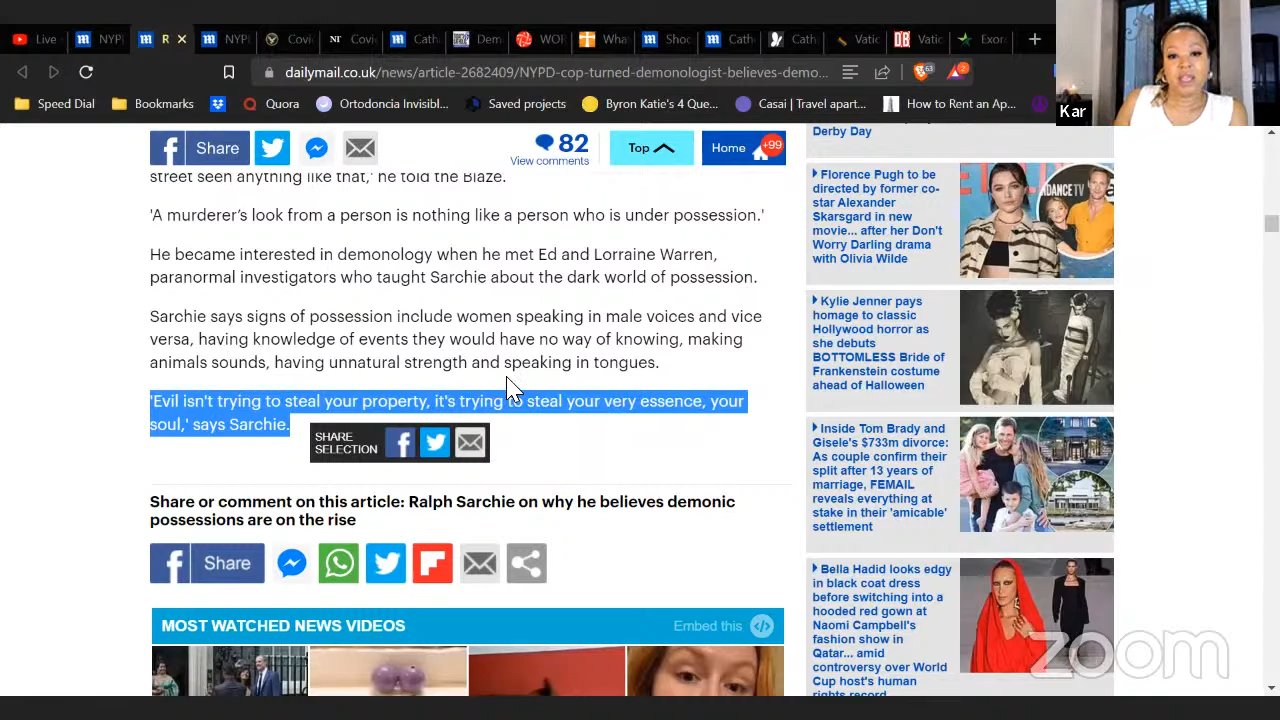 Live
NYPI
R
NYPI
Covi
NT
Covi
Cath
Dem
WOF
Wha
Shoc
Cath
Cath
Vatic
DB
Vatic
Exor
dailymail.co.uk/news/article-2682409/NYPD-cop-turned-demonologist-believes-demo...
63
2
Speed Dial
Bookmarks
Quora
Ortodoncia Invisibl...
Saved projects
Byron Katie's 4 Que...
Casai | Travel apart...
How to Rent an Ap...
Kar
Share
82
View comments
Top
Home
+99
street seen anything like that,' he told the Blaze.
'A murderer's look from a person is nothing like a person who is under possession.'
He became interested in demonology when he met Ed and Lorraine Warren,
paranormal investigators who taught Sarchie about the dark world of possession.
Sarchie says signs of possession include women speaking in male voices and vice
versa, having knowledge of events they would have no way of knowing, making
animals sounds, having unnatural strength and speaking in tongues.
'Evil isn't trying to steal your property, it's trying to steal your very essence, your
soul,' says Sarchie.
SHARE
SELECTION
Share or comment on this article: Ralph Sarchie on why he believes demonic
possessions are on the rise
Share
MOST WATCHED NEWS VIDEOS
Embed this
Derby Day
Florence Pugh to be
directed by former co-
star Alexander
Skarsgard in new
movie... after her Don't
Worry Darling drama
with Olivia Wilde
DANCE TV
Kylie Jenner pays
homage to classic
Hollywood horror as
she debuts
BOTTOMLESS Bride of
Frankenstein costume
ahead of Halloween
Inside Tom Brady and
Gisele's $733m divorce:
As couple confirm their
split after 13 years of
marriage, FEMAIL
reveals everything at
stake in their 'amicable'
settlement
Bella Hadid looks edgy
in black coat dress
before switching into a
hooded red gown at
Naomi Campbell's
fashion show in
Qatar... amid
controversy over World
Cup host's human
rights record
zoom